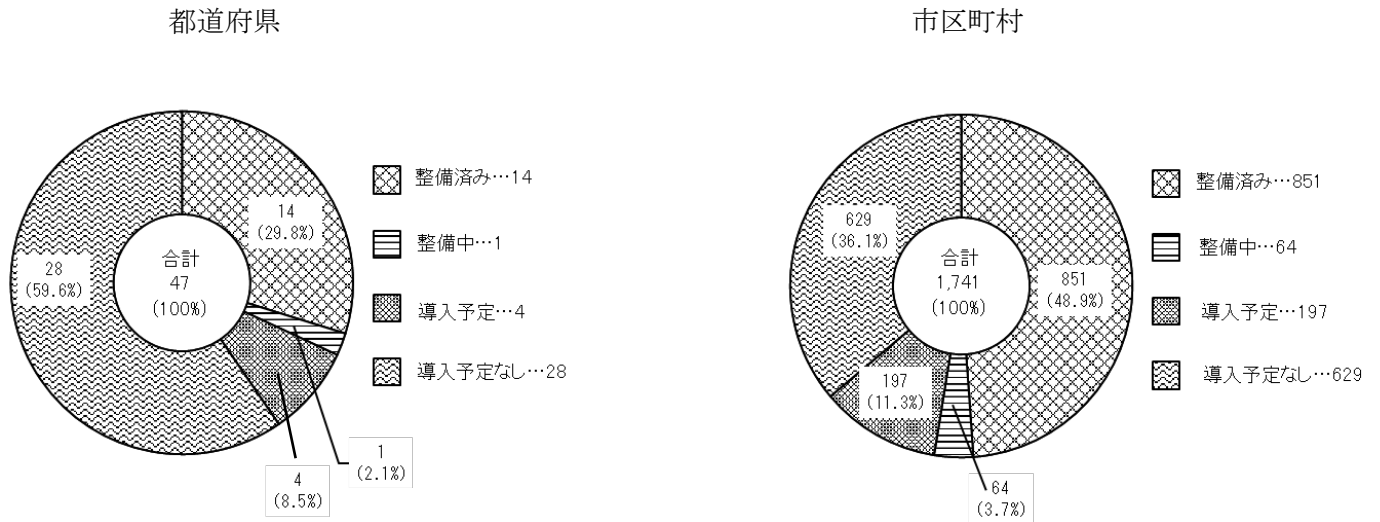 都道府県
14
(29.8%)
28
(59.6%)
合計
47
(100%)
4
(8.5%)
1
(2.1%)
整備済み…14
整備中…1
導入予定…4
導入予定なし…28
市区町村
629
(36.1%)
合計
1,741
(100%)
851
(48.9%)
197
(11.3%)
64
(3.7%)
整備済み…851
整備中…64
導入予定…197
導入予定なし…629